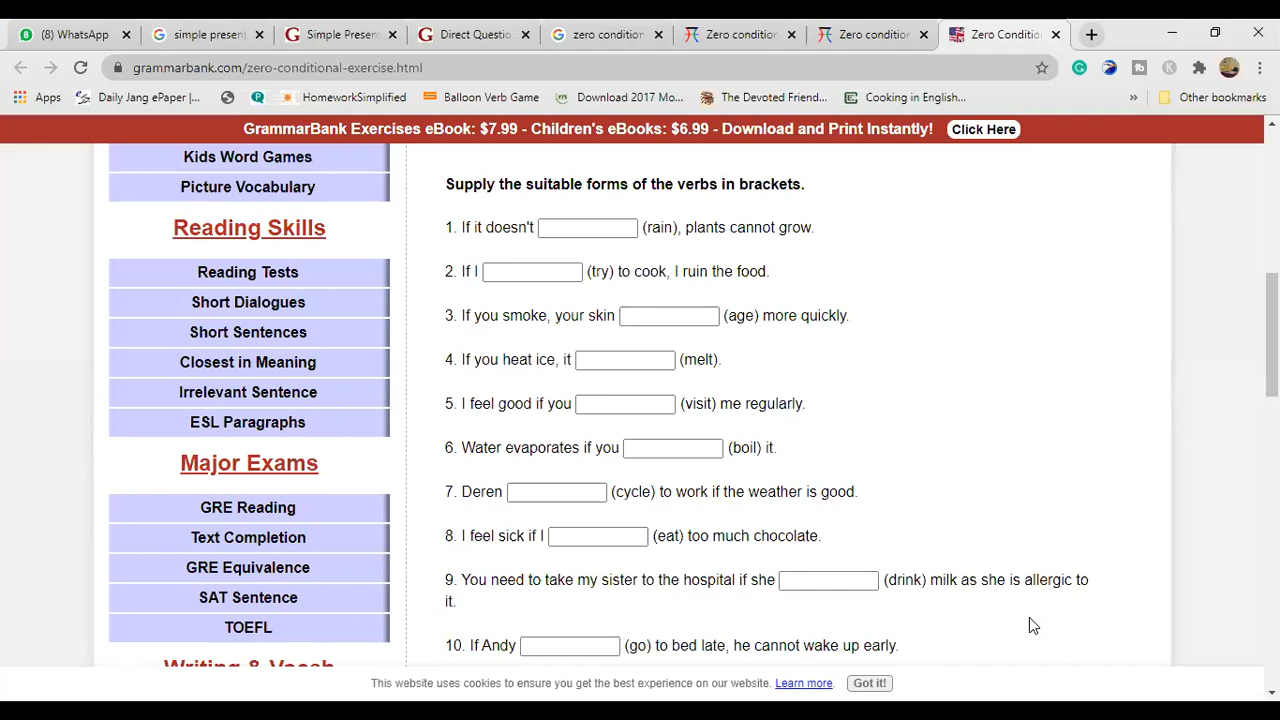 (8) WhatsApp
simple present
Simple Presen
Direct Questio
zero condition
Zero condition
Zero condition
Zero Conditio
grammarbank.com/zero-conditional-exercise.html
Apps
Daily Jang ePaper |...
HomeworkSimplified
Balloon Verb Game
Download 2017 Mo...
The Devoted Friend...
Cooking in English...
»
Other bookmarks
GrammarBank Exercises eBook: $7.99 - Children's eBooks: $6.99 - Download and Print Instantly! Click Here
Kids Word Games
Picture Vocabulary
Reading Skills
Reading Tests
Short Dialogues
Short Sentences
Closest in Meaning
Irrelevant Sentence
ESL Paragraphs
Major Exams
GRE Reading
Text Completion
GRE Equivalence
SAT Sentence
TOEFL
Writing & Vocab
Supply the suitable forms of the verbs in brackets.
1. If it doesn't (rain), plants cannot grow.
2. If I (try) to cook, I ruin the food.
3. If you smoke, your skin (age) more quickly.
4. If you heat ice, it (melt).
5. I feel good if you (visit) me regularly.
6. Water evaporates if you (boil) it.
7. Deren (cycle) to work if the weather is good.
8. I feel sick if I (eat) too much chocolate.
9. You need to take my sister to the hospital if she (drink) milk as she is allergic to
it.
10. If Andy (go) to bed late, he cannot wake up early.
This website uses cookies to ensure you get the best experience on our website. Learn more. Got it!